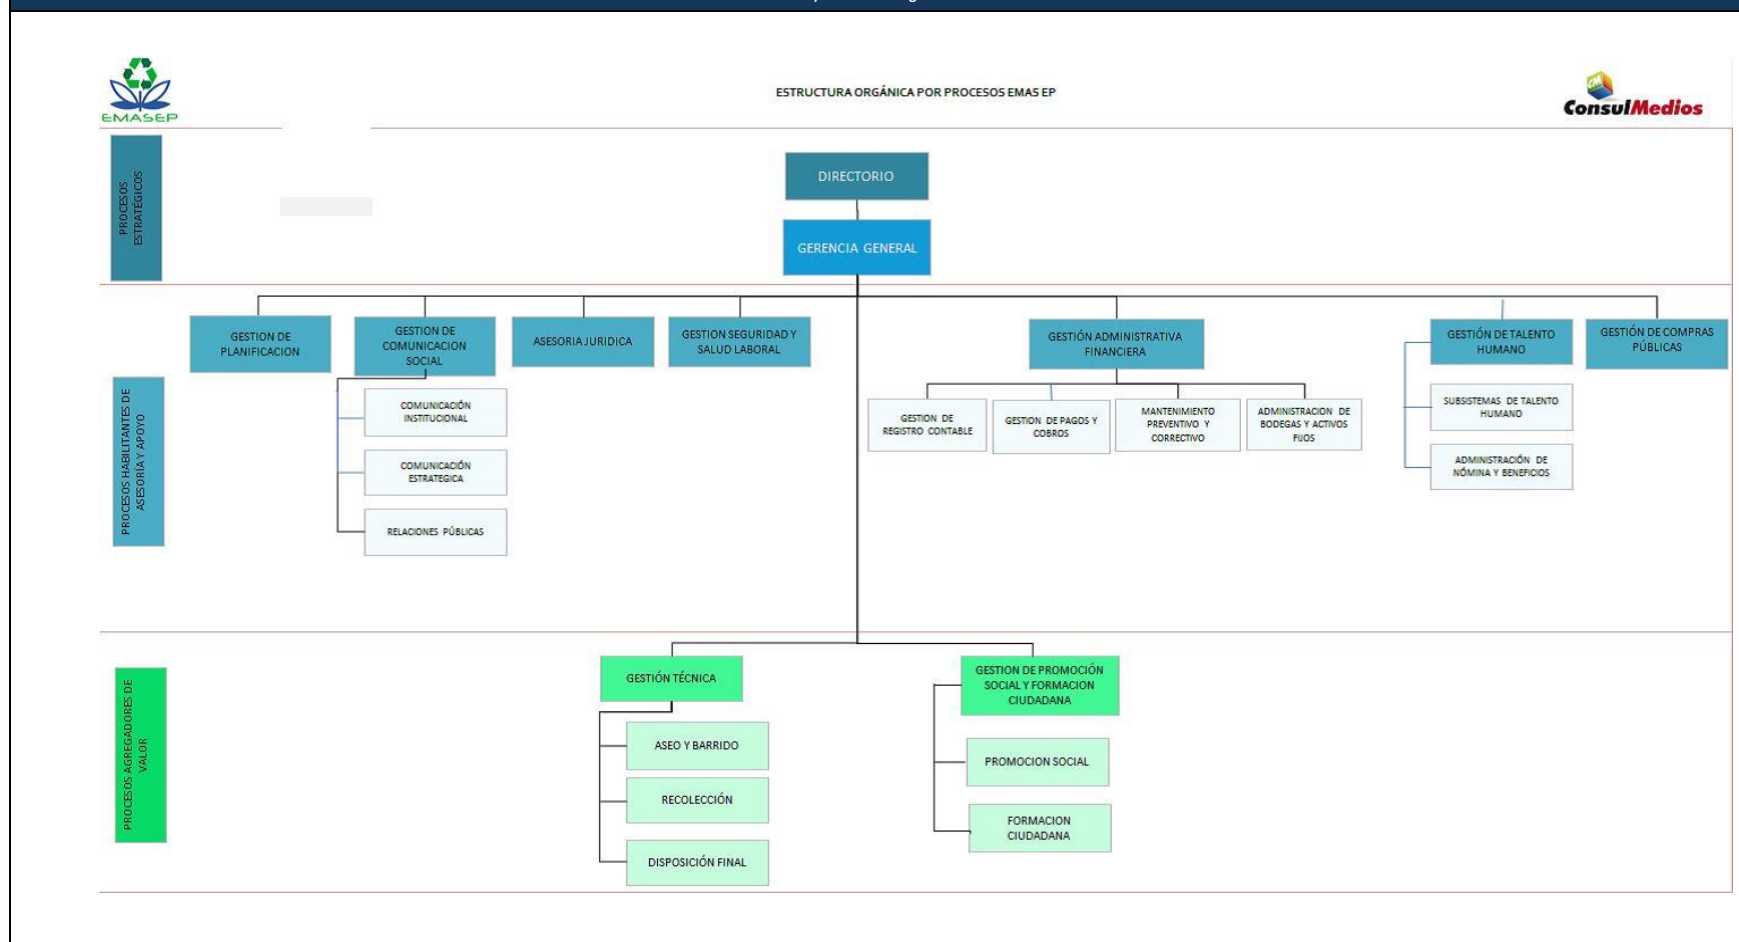 EMASEP
ESTRUCTURA ORGÁNICA POR PROCESOS EMAS EP
CM
ConsulMedios
PROCESOS
ESTRATÉGICOS
DIRECTORIO
GERENCIA GENERAL
PROCESOS HABILITANTES DE
ASESORÍA Y APOYO
GESTION DE
PLANIFICACION
GESTION DE
COMUNICACION
SOCIAL
ASESORIA JURIDICA
GESTION SEGURIDAD Y
SALUD LABORAL
GESTIÓN ADMINISTRATIVA
FINANCIERA
GESTIÓN DE TALENTO
HUMANO
GESTIÓN DE COMPRAS
PÚBLICAS
COMUNICACIÓN
INSTITUCIONAL
COMUNICACIÓN
ESTRATEGICA
RELACIONES PÚBLICAS
GESTION DE
REGISTRO CONTABLE
GESTION DE PAGOS Y
COBROS
MANTENIMIENTO
PREVENTIVO Y
CORRECTIVO
ADMINISTRACION DE
BODEGAS Y ACTIVOS
FIJOS
SUBSISTEMAS DE TALENTO
HUMANO
ADMINISTRACIÓN DE
NÓMINA Y BENEFICIOS
PROCESOS AGREGADORES DE
VALOR
GESTIÓN TÉCNICA
ASEO Y BARRIDO
RECOLECCIÓN
DISPOSICIÓN FINAL
GESTION DE PROMOCIÓN
SOCIAL Y FORMACION
CIUDADANA
PROMOCION SOCIAL
FORMACION
CIUDADANA